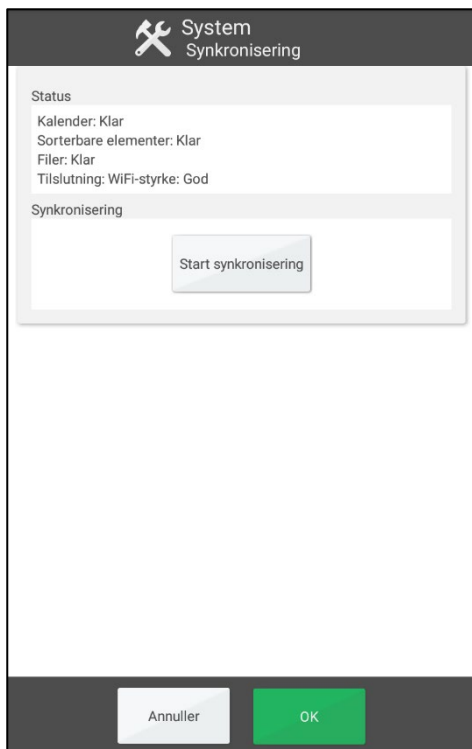 System
Synkronisering
Status
Kalender: Klar
Sorterbare elementer: Klar
Filer: Klar
Tilslutning: WiFi-styrke: God
Synkronisering
Start synkronisering
Annuller
OK